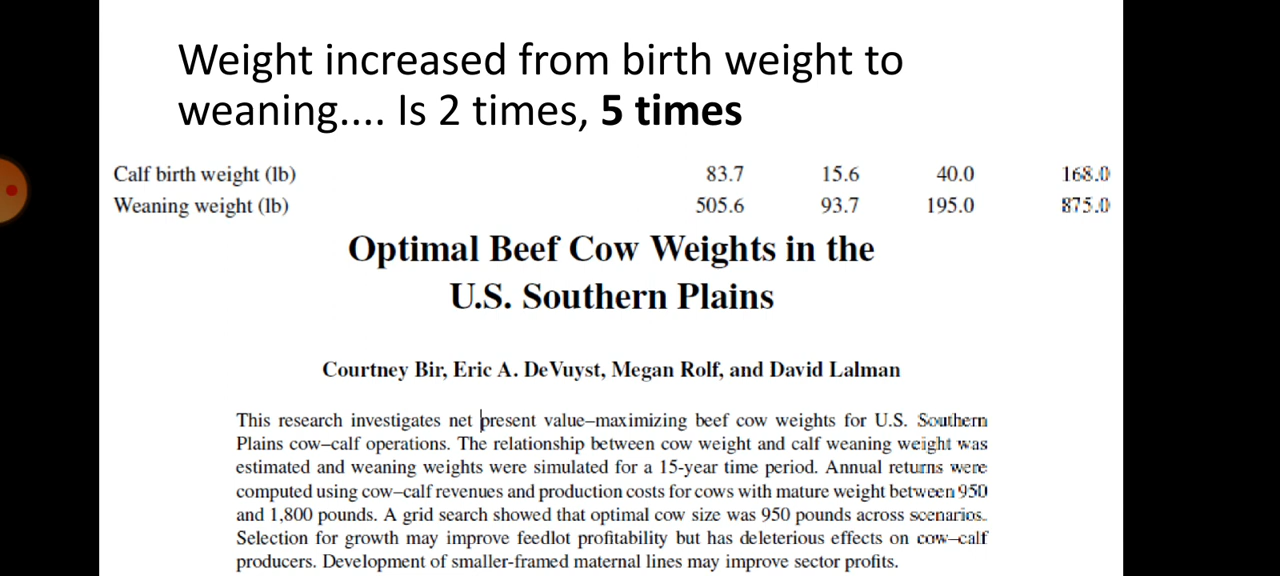 Weight increased from birth weight to
weaning.... Is 2 times, 5 times
Calf birth weight (lb) 83.7 15.6 40.0 168.0
Weaning weight (lb) 505.6 93.7 195.0 875.0
Optimal Beef Cow Weights in the
U.S. Southern Plains
Courtney Bir, Eric A. DeVuyst, Megan Rolf, and David Lalman
This research investigates net present value–maximizing beef cow weights for U.S. Southern
Plains cow–calf operations. The relationship between cow weight and calf weaning weight was
estimated and weaning weights were simulated for a 15-year time period. Annual returns were
computed using cow–calf revenues and production costs for cows with mature weight between 950
and 1,800 pounds. A grid search showed that optimal cow size was 950 pounds across scenarios.
Selection for growth may improve feedlot profitability but has deleterious effects on cow–calf
producers. Development of smaller-framed maternal lines may improve sector profits.